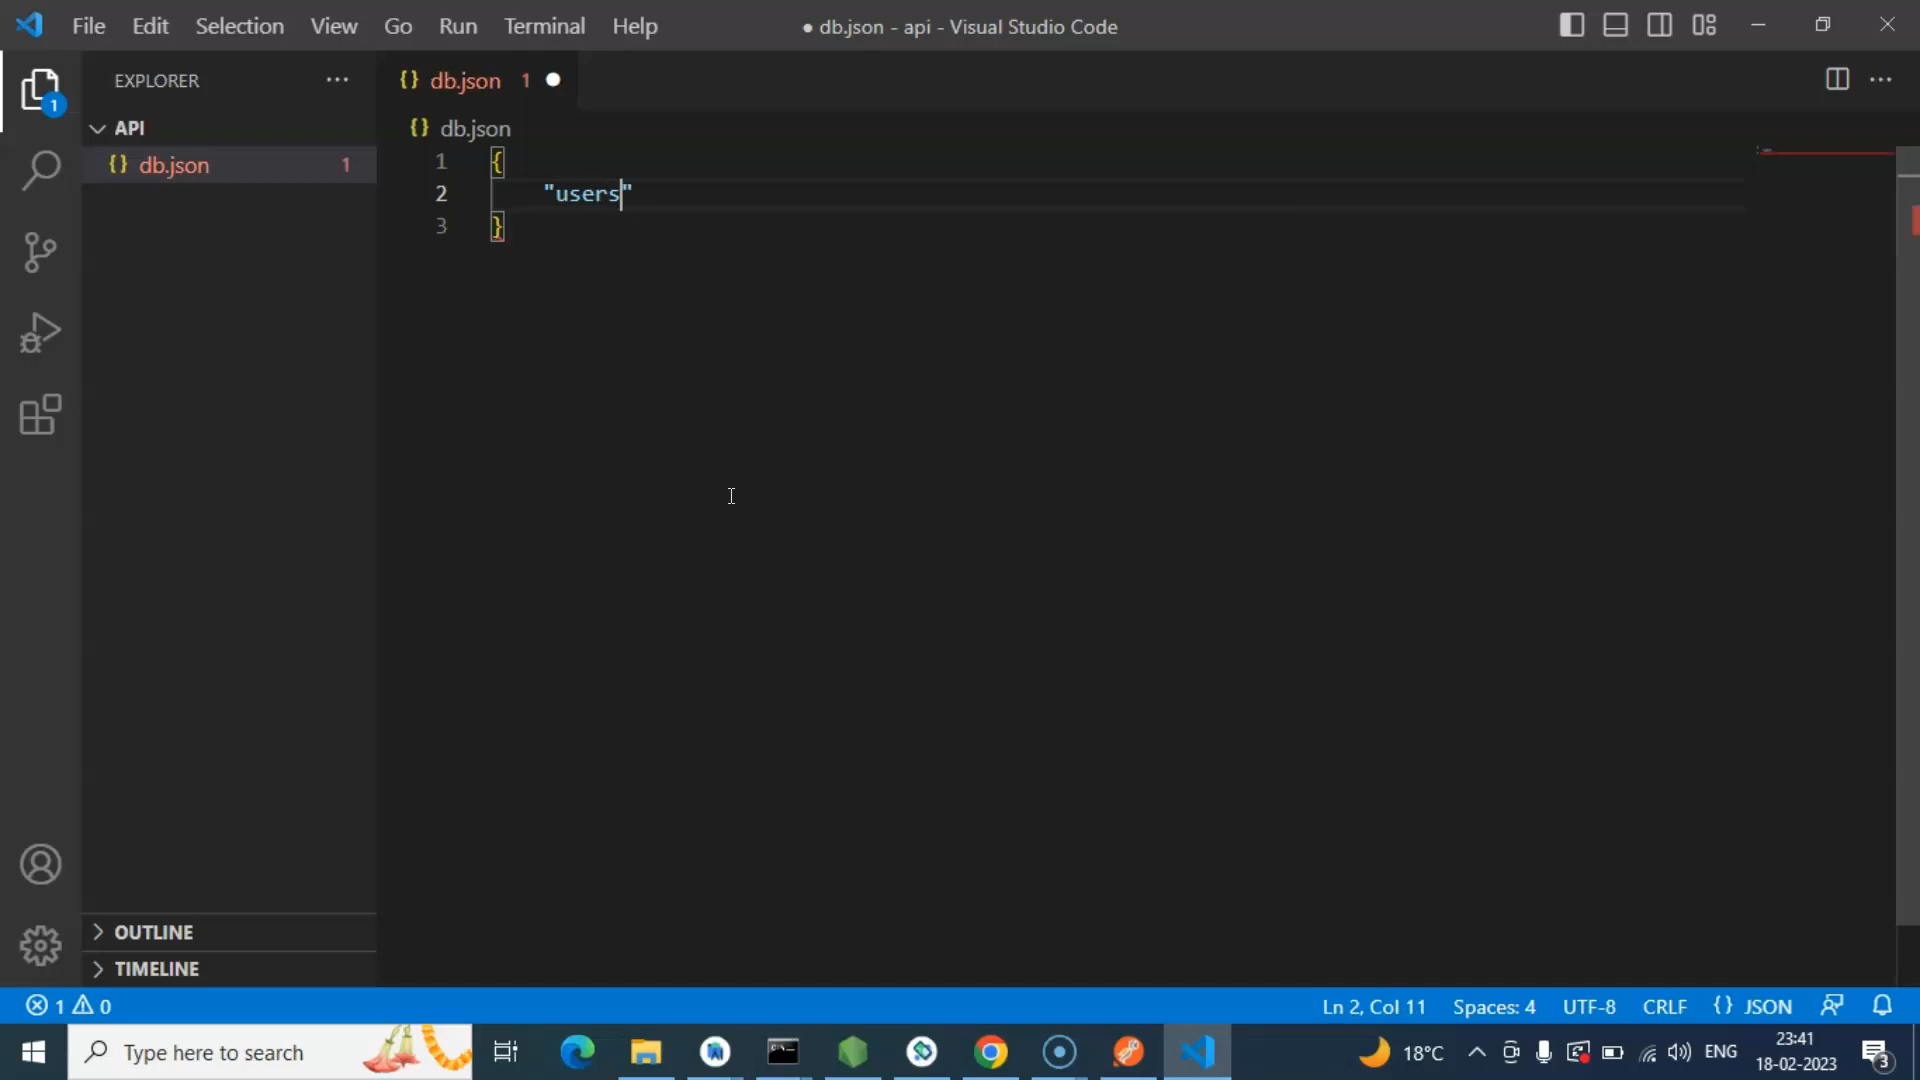 File Edit Selection View Go Run Terminal Help
● db.json - api - Visual Studio Code
EXPLORER
API
{} db.json 1
OUTLINE
TIMELINE
{} db.json 1
{} db.json
1 {
2 "users"
3 }
1 0
Ln 2, Col 11 Spaces: 4 UTF-8 CRLF {} JSON
1
Type here to search
18°C
ENG
23:41
18-02-2023
3